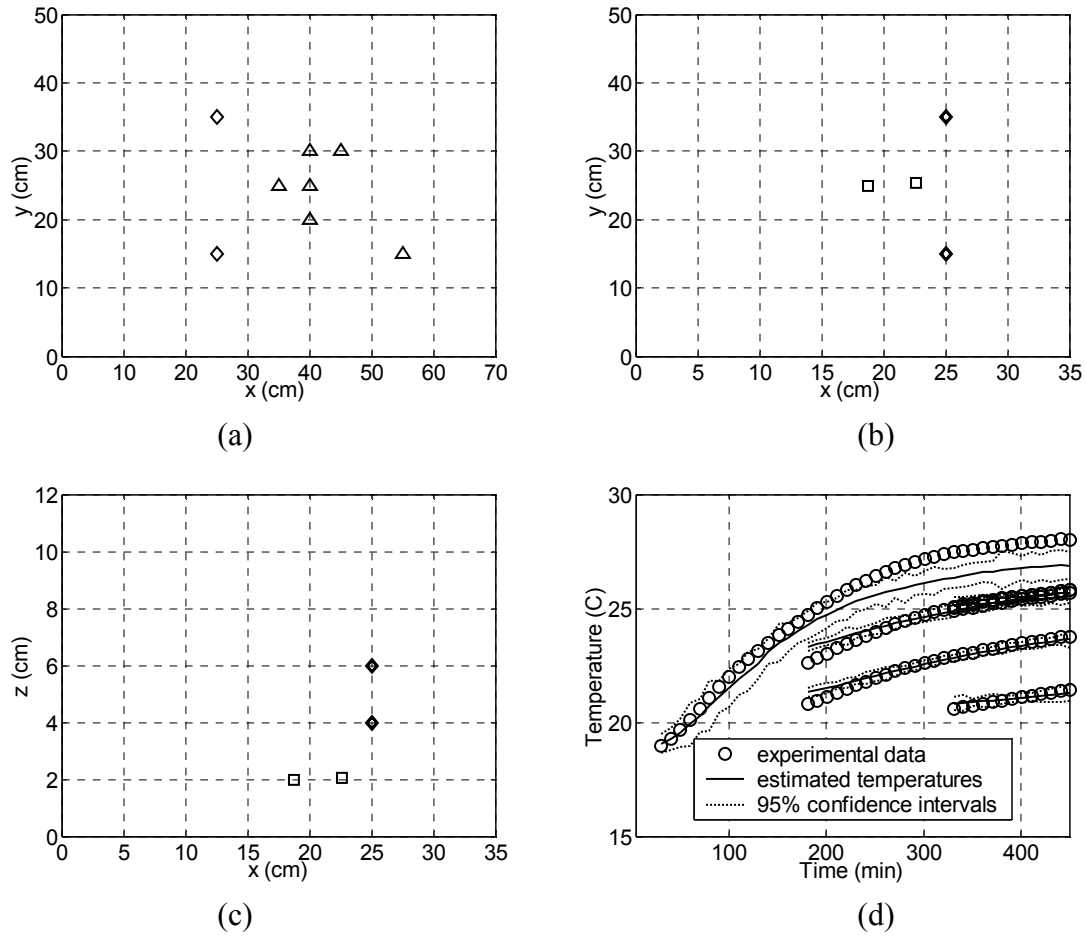 50
40
30
20
10
0
y (cm)
0 10 20 30 40 50 60 70
x (cm)
(a)
50
40
30
20
10
0
y (cm)
0 5 10 15 20 25 30 35
x (cm)
(b)
12
10
8
6
4
2
0
z (cm)
0 5 10 15 20 25 30 35
x (cm)
(c)
30
25
20
15
Temperature (C)
experimental data
estimated temperatures
95% confidence intervals
100 200 300 400
Time (min)
(d)